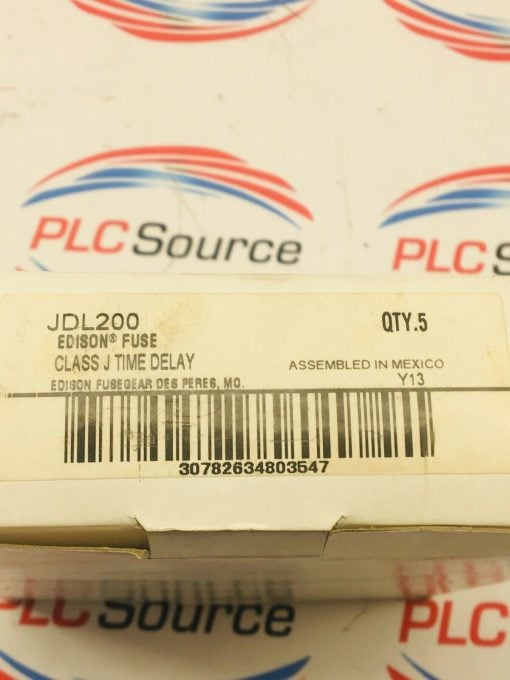 PLC Source
PLC
JDL200
QTY.5
EDISON® FUSE
CLASS J TIME DELAY
ASSEMBLED IN MEXICO
EDISON FUSEGEAR DES PERES, MO.
Y13
30782634803547
PLC Source
PLC